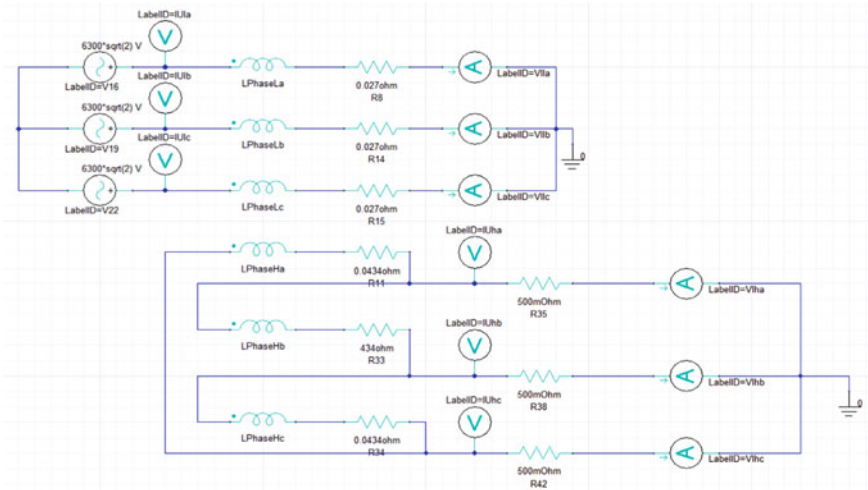 LabelID=IUla
V
6300*sqrt(2) V
LabelID=V16
LPhaseLa
0.027ohm
R8
A
LabelID=VIla
LabelID=IUlb
V
6300*sqrt(2) V
LabelID=V19
LPhaseLb
0.027ohm
R14
A
LabelID=VIlb
0
LabelID=IUlc
V
6300*sqrt(2) V
LabelID=V22
LPhaseLc
0.027ohm
R15
A
LabelID=VIlc
LPhaseHa
0.0434ohm
R11
LabelID=IUha
V
500mOhm
R35
A
LabelID=VIha
LPhaseHb
434ohm
R33
LabelID=IUhb
V
500mOhm
R38
A
LabelID=VIhb
0
LPhaseHc
0.0434ohm
R34
LabelID=IUhc
V
500mOhm
R42
A
LabelID=VIhc